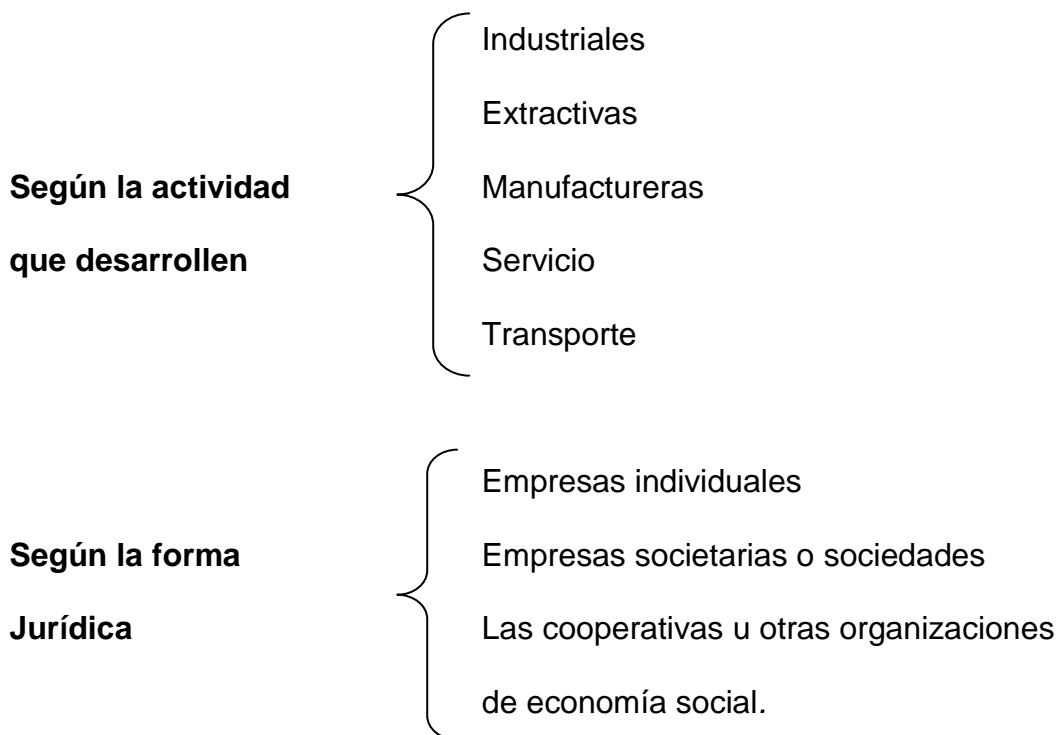 Industriales
Extractivas
Según la actividad
Manufactureras
que desarrollen
Servicio
Transporte
Empresas individuales
Según la forma
Empresas societarias o sociedades
Jurídica
Las cooperativas u otras organizaciones
de economía social.